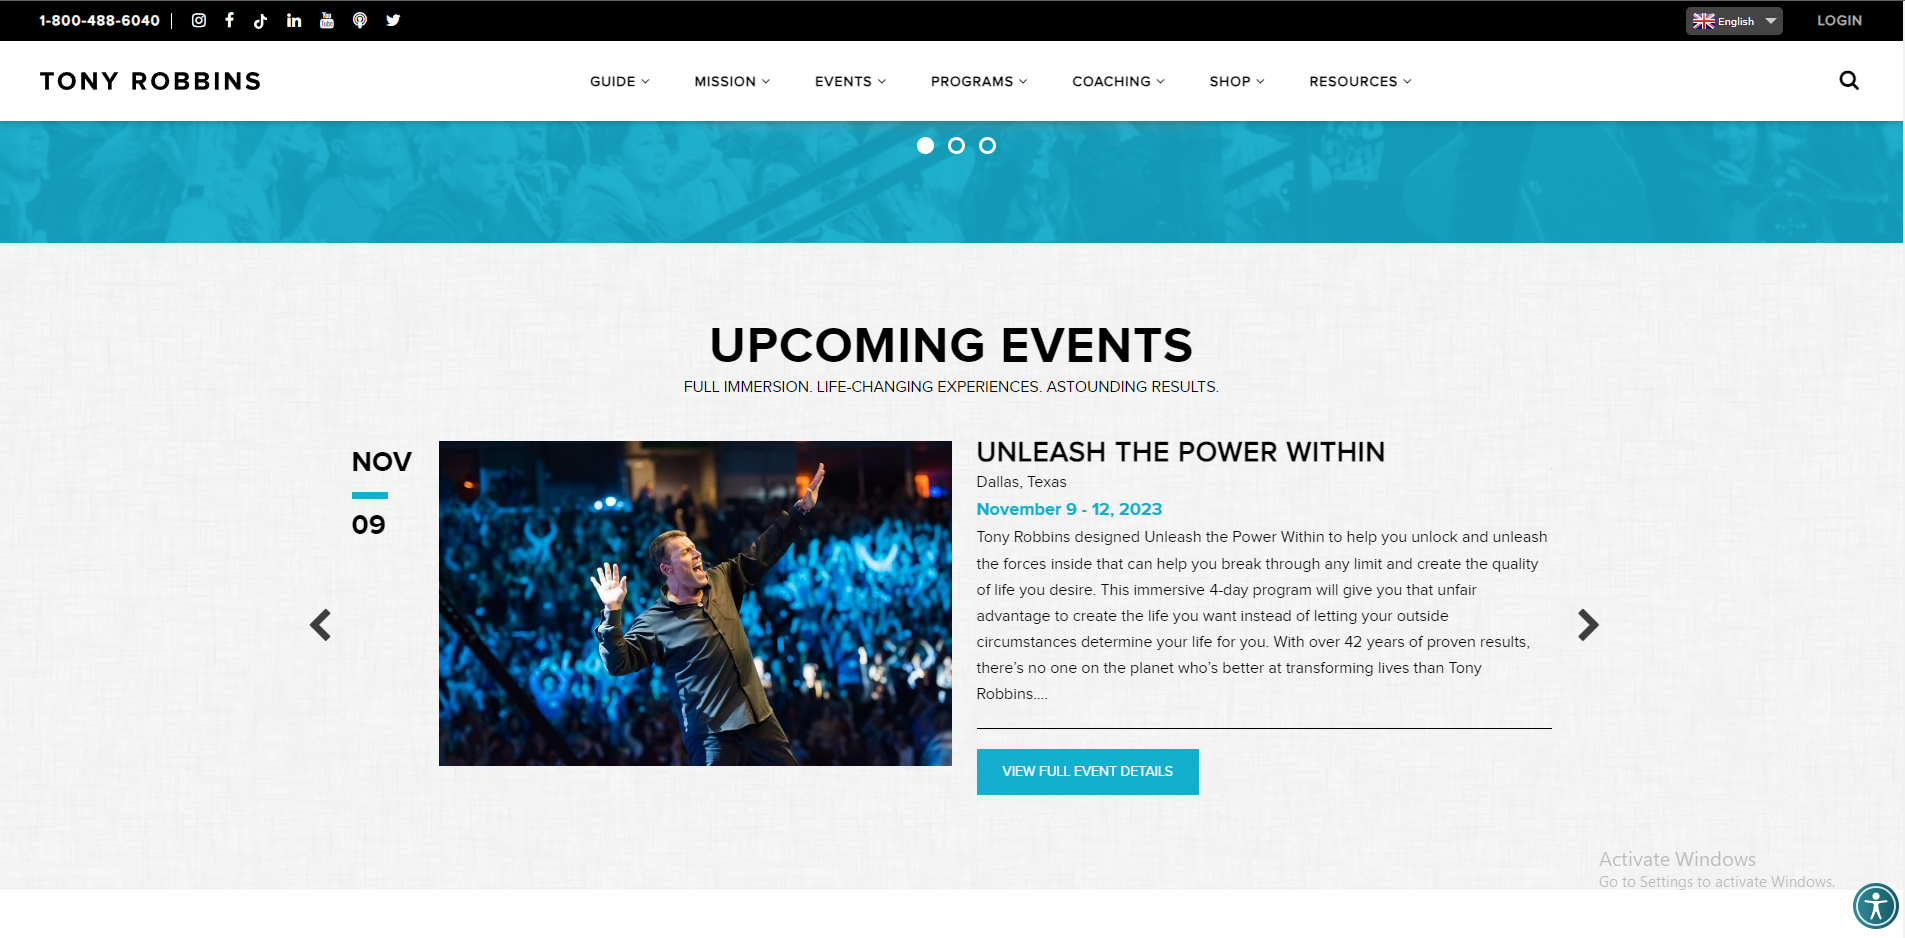 1-800-488-6040
English
LOGIN
TONY ROBBINS
GUIDE
MISSION
EVENTS
PROGRAMS
COACHING
SHOP
RESOURCES
UPCOMING EVENTS
FULL IMMERSION. LIFE-CHANGING EXPERIENCES. ASTOUNDING RESULTS.
NOV
09
UNLEASH THE POWER WITHIN
Dallas, Texas
November 9 - 12, 2023
Tony Robbins designed Unleash the Power Within to help you unlock and unleash
the forces inside that can help you break through any limit and create the quality
of life you desire. This immersive 4-day program will give you that unfair
advantage to create the life you want instead of letting your outside
circumstances determine your life for you. With over 42 years of proven results,
there’s no one on the planet who’s better at transforming lives than Tony
Robbins....
VIEW FULL EVENT DETAILS
Activate Windows
Go to Settings to activate Windows.